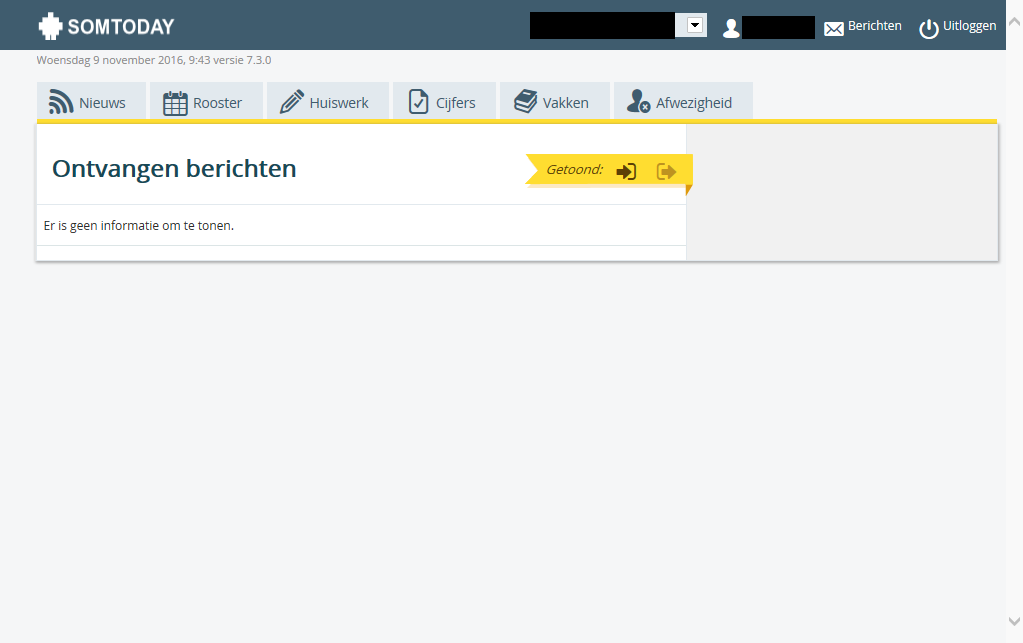 SOMTODAY
Berichten
Uitloggen
Woensdag 9 november 2016, 9:43 versie 7.3.0
Nieuws
Rooster
Huiswerk
Cijfers
Vakken
Afwezigheid
Ontvangen berichten
Getoond:
Er is geen informatie om te tonen.